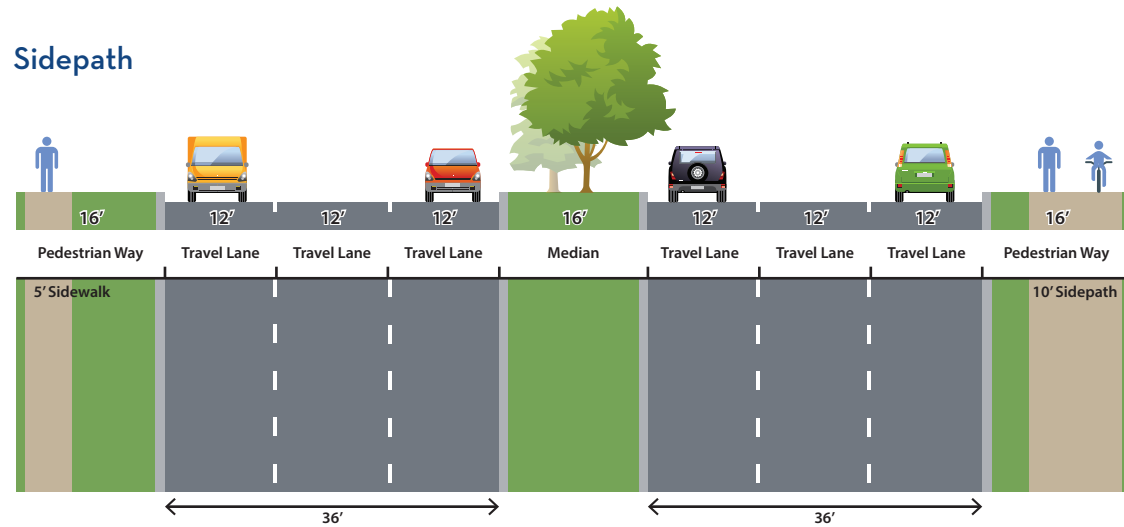 Sidepath
16’ 12’ 12’ 12’ 16’ 12’ 12’ 12’ 16’
Pedestrian Way Travel Lane Travel Lane Travel Lane Median Travel Lane Travel Lane Travel Lane Pedestrian Way
5’ Sidewalk 10’ Sidepath
36’ 36’